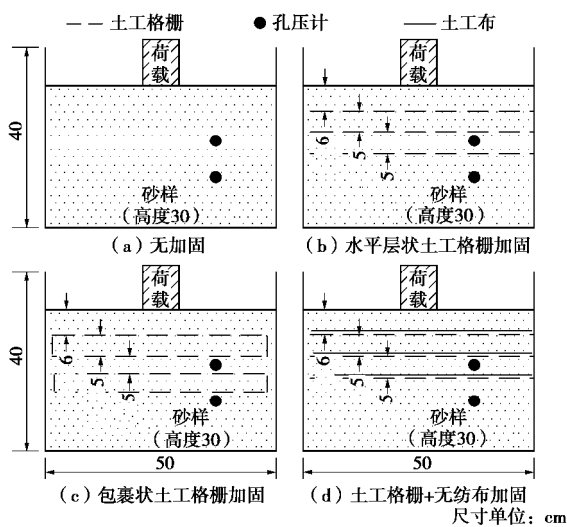 土工格栅 孔压计 土工布
荷载 荷载
40
6 5 5
砂样 砂样
(高度30) (高度30)
(a)无加固 (b)水平层状土工格栅加固
荷载 荷载
40
6 5 5 6 5 5
砂样 砂样
(高度30) (高度30)
50 50
(c)包裹状土工格栅加固 (d)土工格栅+无纺布加固
尺寸单位：cm